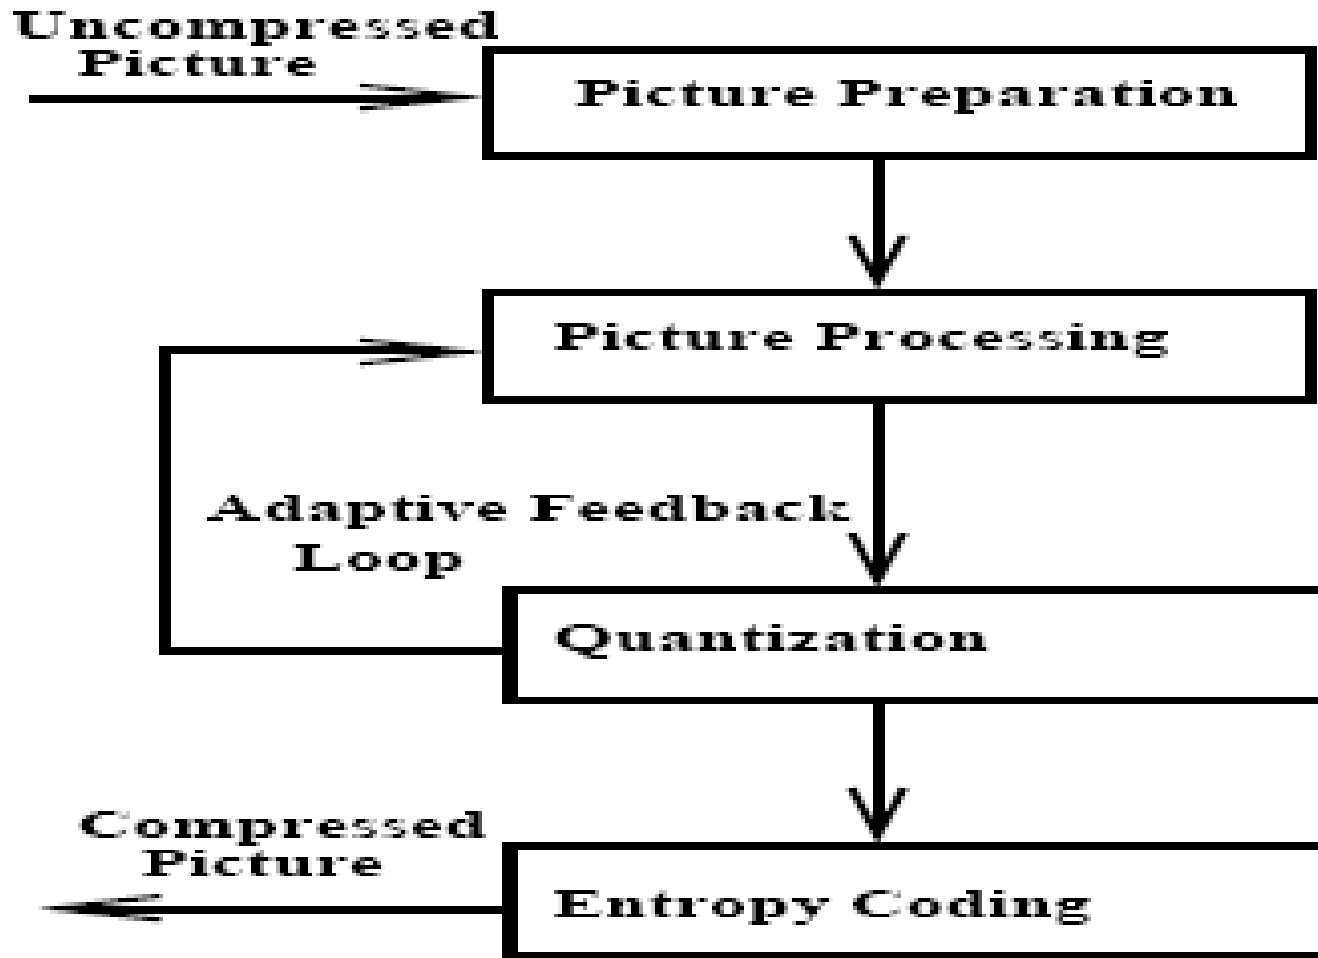 Uncompressed
Picture
Picture Preparation
Picture Processing
Adaptive Feedback
Loop
Quantization
Compressed
Picture
Entropy Coding